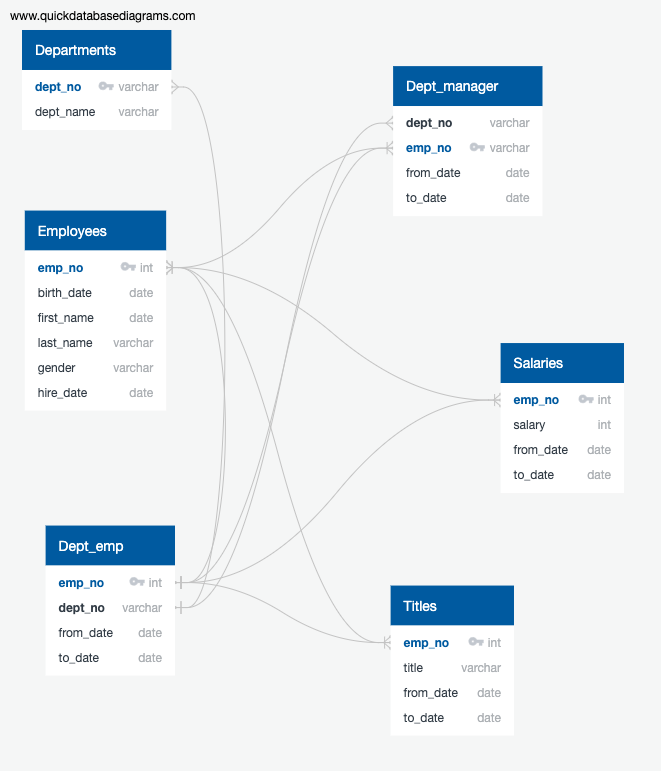 www.quickdatabasediagrams.com
Departments
dept_no varchar
dept_name varchar
Dept_manager
dept_no varchar
emp_no varchar
from_date date
to_date date
Employees
emp_no int
birth_date date
first_name date
last_name varchar
gender varchar
hire_date date
Salaries
emp_no int
salary int
from_date date
to_date date
Dept_emp
emp_no int
dept_no varchar
from_date date
to_date date
Titles
emp_no int
title varchar
from_date date
to_date date